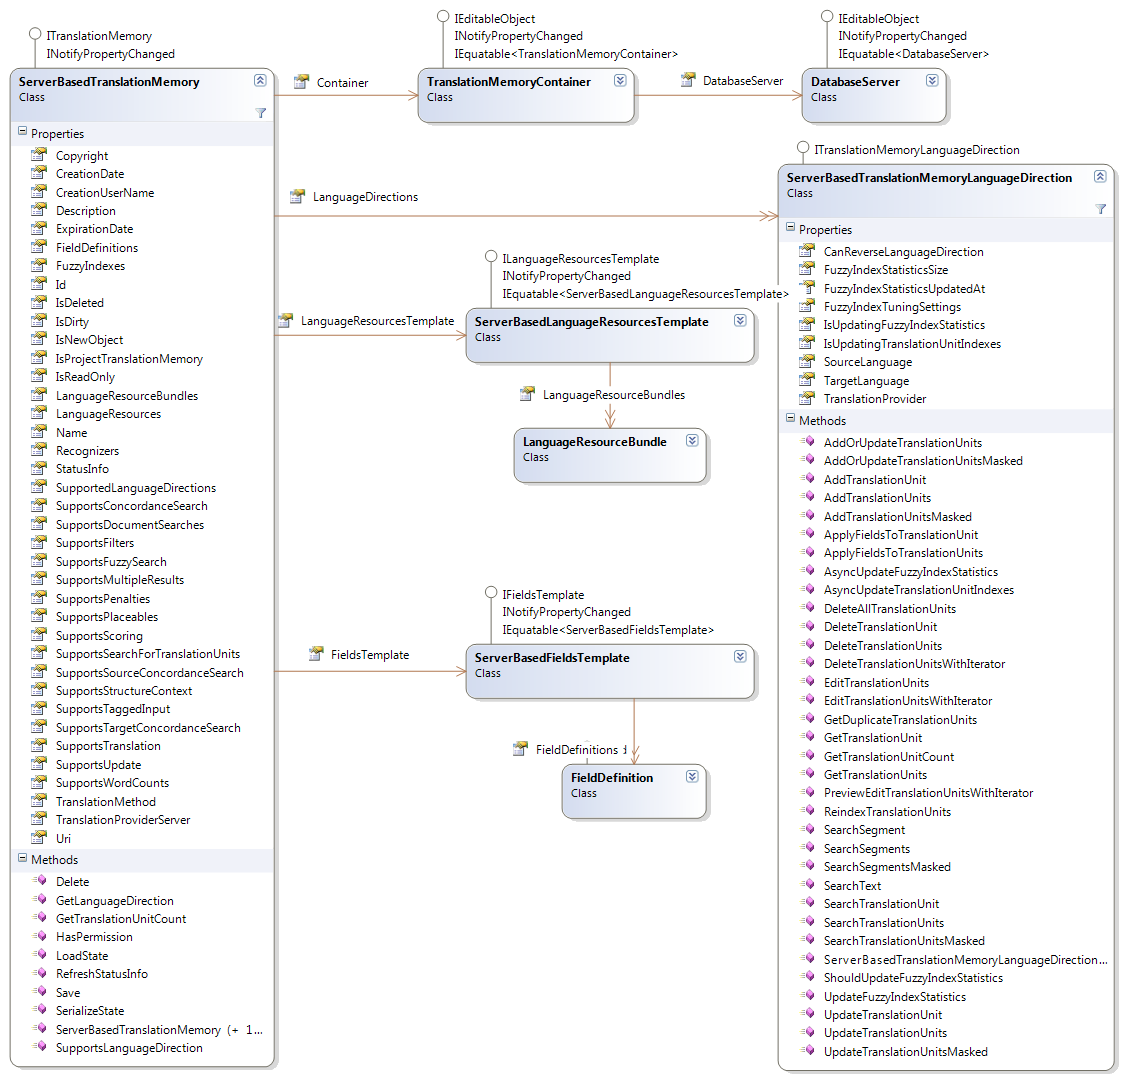 ITranslationMemory
INotifyPropertyChanged
ServerBasedTranslationMemory
Class
Properties
Copyright
CreationDate
CreationUserName
Description
ExpirationDate
FieldDefinitions
FuzzyIndexes
Id
IsDeleted
IsDirty
IsNewObject
IsProjectTranslationMemory
IsReadOnly
LanguageResourceBundles
LanguageResources
Name
Recognizers
StatusInfo
SupportedLanguageDirections
SupportsConcordanceSearch
SupportsDocumentSearches
SupportsFilters
SupportsFuzzySearch
SupportsMultipleResults
SupportsPenalties
SupportsPlaceables
SupportsScoring
SupportsSearchForTranslationUnits
SupportsSourceConcordanceSearch
SupportsStructureContext
SupportsTaggedInput
SupportsTargetConcordanceSearch
SupportsTranslation
SupportsUpdate
SupportsWordCounts
TranslationMethod
TranslationProviderServer
Uri
Methods
Delete
GetLanguageDirection
GetTranslationUnitCount
HasPermission
LoadState
RefreshStatusInfo
Save
SerializeState
ServerBasedTranslationMemory (+ 1...
SupportsLanguageDirection
Container
IEditableObject
INotifyPropertyChanged
IEquatable<TranslationMemoryContainer>
TranslationMemoryContainer
Class
DatabaseServer
IEditableObject
INotifyPropertyChanged
IEquatable<DatabaseServer>
DatabaseServer
Class
LanguageDirections
LanguageResourcesTemplate
ILanguageResourcesTemplate
INotifyPropertyChanged
IEquatable<ServerBasedLanguageResourcesTemplate>
ServerBasedLanguageResourcesTemplate
Class
LanguageResourceBundles
LanguageResourceBundle
Class
FieldsTemplate
IFieldsTemplate
INotifyPropertyChanged
IEquatable<ServerBasedFieldsTemplate>
ServerBasedFieldsTemplate
Class
FieldDefinitions
FieldDefinition
Class
ITranslationMemoryLanguageDirection
ServerBasedTranslationMemoryLanguageDirection
Class
Properties
CanReverseLanguageDirection
FuzzyIndexStatisticsSize
FuzzyIndexStatisticsUpdatedAt
FuzzyIndexTuningSettings
IsUpdatingFuzzyIndexStatistics
IsUpdatingTranslationUnitIndexes
SourceLanguage
TargetLanguage
TranslationProvider
Methods
AddOrUpdateTranslationUnits
AddOrUpdateTranslationUnitsMasked
AddTranslationUnit
AddTranslationUnits
AddTranslationUnitsMasked
ApplyFieldsToTranslationUnit
ApplyFieldsToTranslationUnits
AsyncUpdateFuzzyIndexStatistics
AsyncUpdateTranslationUnitIndexes
DeleteAllTranslationUnits
DeleteTranslationUnit
DeleteTranslationUnits
DeleteTranslationUnitsWithIterator
EditTranslationUnits
EditTranslationUnitsWithIterator
GetDuplicateTranslationUnits
GetTranslationUnit
GetTranslationUnitCount
GetTranslationUnits
PreviewEditTranslationUnitsWithIterator
ReindexTranslationUnits
SearchSegment
SearchSegments
SearchSegmentsMasked
SearchText
SearchTranslationUnit
SearchTranslationUnits
SearchTranslationUnitsMasked
ServerBasedTranslationMemoryLanguageDirection...
ShouldUpdateFuzzyIndexStatistics
UpdateFuzzyIndexStatistics
UpdateTranslationUnit
UpdateTranslationUnits
UpdateTranslationUnitsMasked